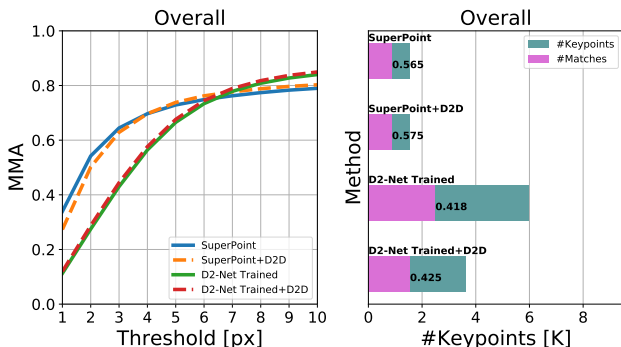 Overall
MMA
1.0
0.8
0.6
0.4
0.2
0.0
SuperPoint
SuperPoint+D2D
D2-Net Trained
D2-Net Trained+D2D
1 2 3 4 5 6 7 8 9 10
Threshold [px]
Overall
Method
#Keypoints
#Matches
SuperPoint
0.565
SuperPoint+D2D
0.575
D2-Net Trained
0.418
D2-Net Trained+D2D
0.425
0 2 4 6 8
#Keypoints [K]